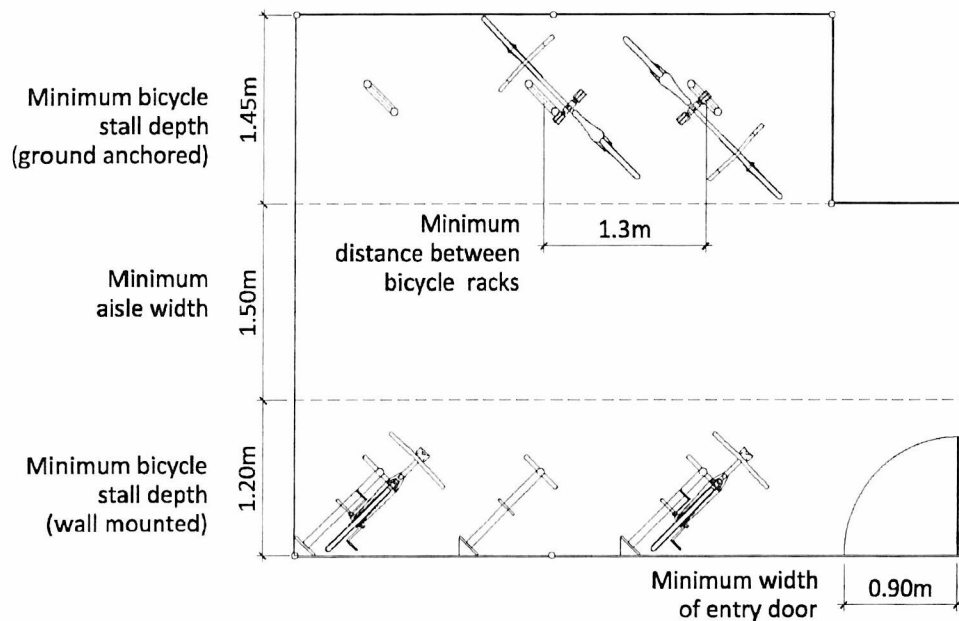 Minimum bicycle
stall depth
(ground anchored)
1.45m
Minimum
distance between
bicycle racks
1.3m
Minimum
aisle width
1.50m
Minimum bicycle
stall depth
(wall mounted)
1.20m
Minimum width
of entry door
0.90m